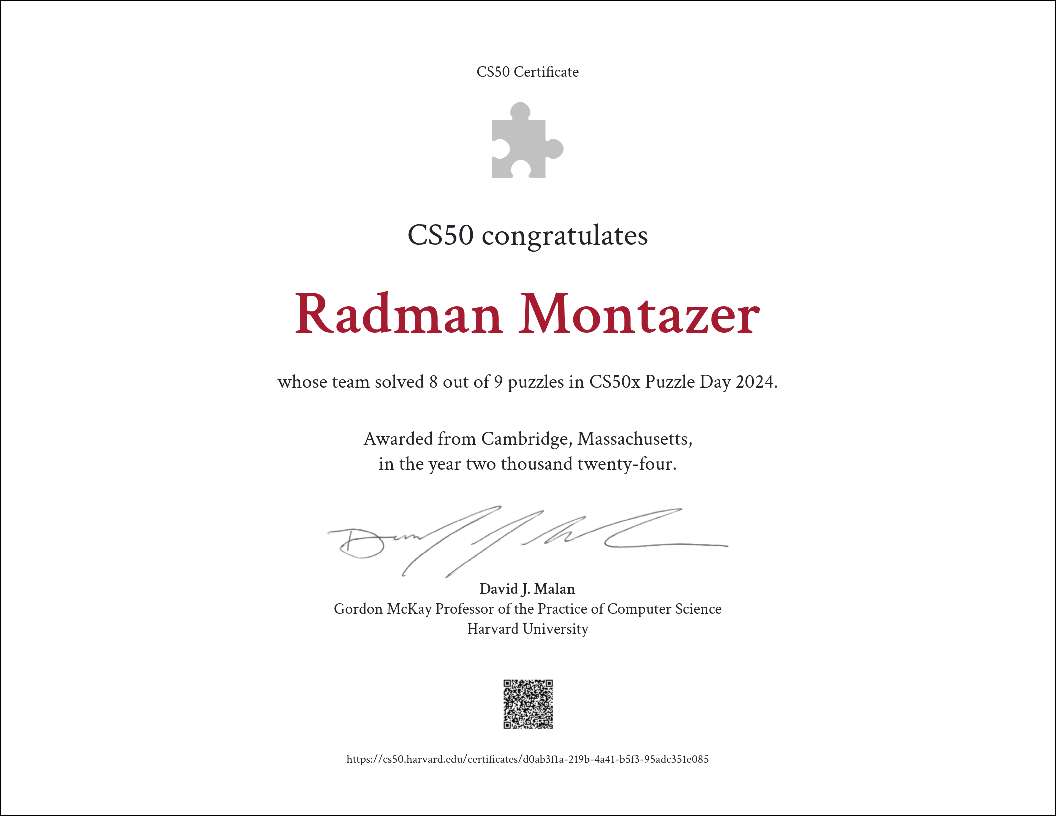 CS50 Certificate
CS50 congratulates
Radman Montazer
whose team solved 8 out of 9 puzzles in CS50x Puzzle Day 2024.
Awarded from Cambridge, Massachusetts,
in the year two thousand twenty-four.
David J. Malan
Gordon McKay Professor of the Practice of Computer Science
Harvard University
https://cs50.harvard.edu/certificates/d0ab3f1a-219b-4a41-b5f3-95adc351e085